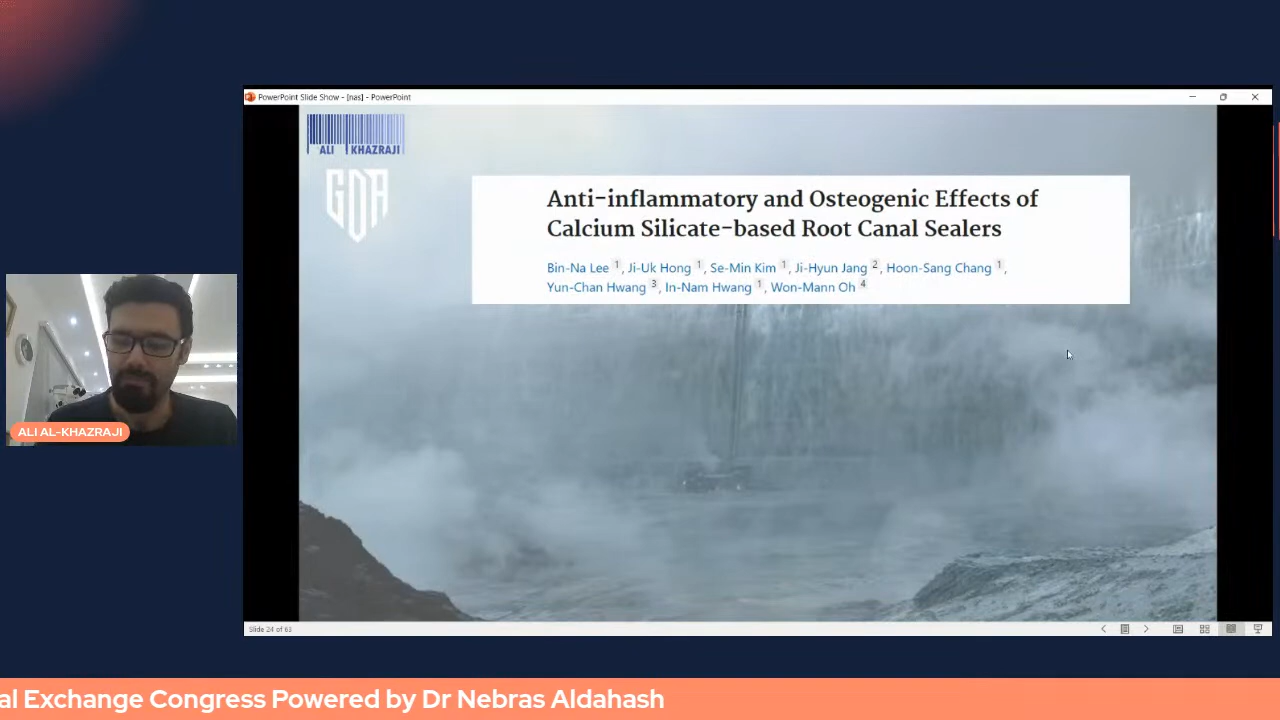 PowerPoint Slide Show - [nas] - PowerPoint
ALI KHAZRAJI
GDA
Anti-inflammatory and Osteogenic Effects of
Calcium Silicate-based Root Canal Sealers
Bin-Na Lee 1, Ji-Uk Hong 1, Se-Min Kim 1, Ji-Hyun Jang 2, Hoon-Sang Chang 1,
Yun-Chan Hwang 3, In-Nam Hwang 1, Won-Mann Oh 4
ALI AL-KHAZRAJI
Slide 24 of 63
al Exchange Congress Powered by Dr Nebras Aldahash